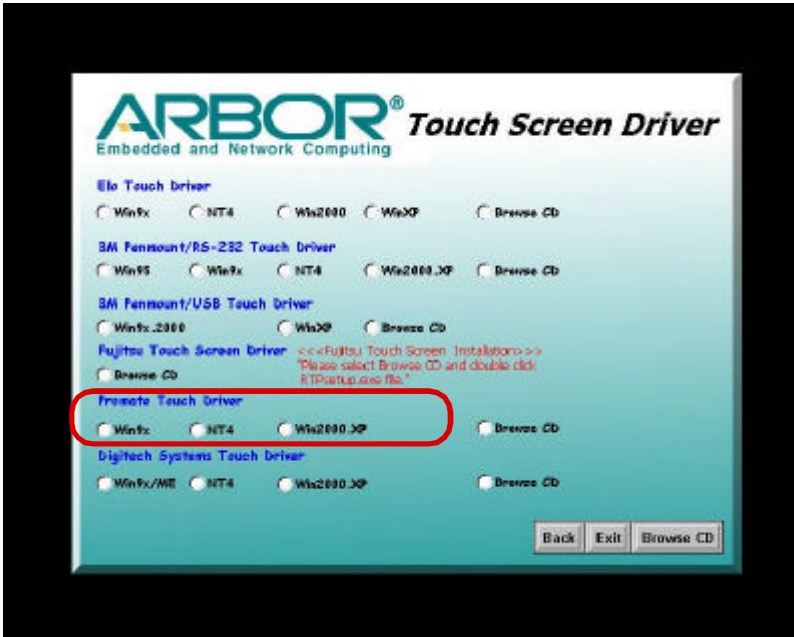 ARBOR® Touch Screen Driver
Embedded and Network Computing
Elo Touch Driver
Win9x NT4 Win2000 WinXP Browse CD
3M Penmount/RS-232 Touch Driver
Win95 Win9x NT4 Win2000.XP Browse CD
3M Penmount/USB Touch Driver
Win9x.2000 WinXP Browse CD
Fujitsu Touch Screen Driver <<<Fujitsu Touch Screen Installation>>>
"Please select Browse CD and double click
Browse CD
RTPsetup.exe file."
Promate Touch Driver
Win9x NT4 Win2000.XP Browse CD
Digitech Systems Touch Driver
Win9x/ME NT4 Win2000.XP Browse CD
Back Exit Browse CD